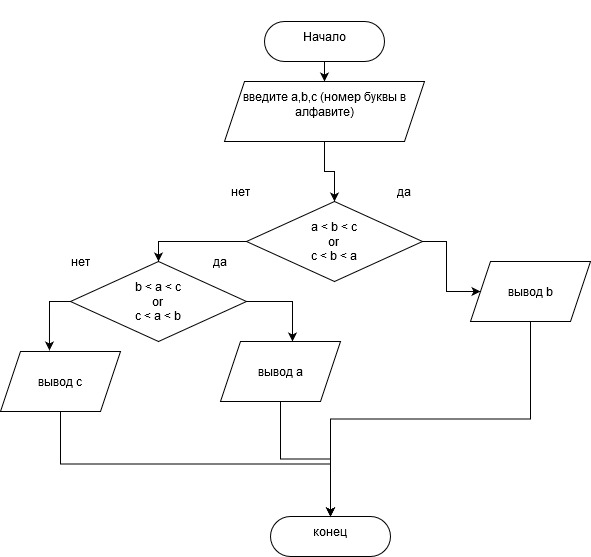 Начало
введите a,b,c (номер буквы в
алфавите)
нет
да
a < b < c
or
c < b < a
нет
да
b < a < c
or
c < a < b
вывод b
вывод c
вывод a
конец